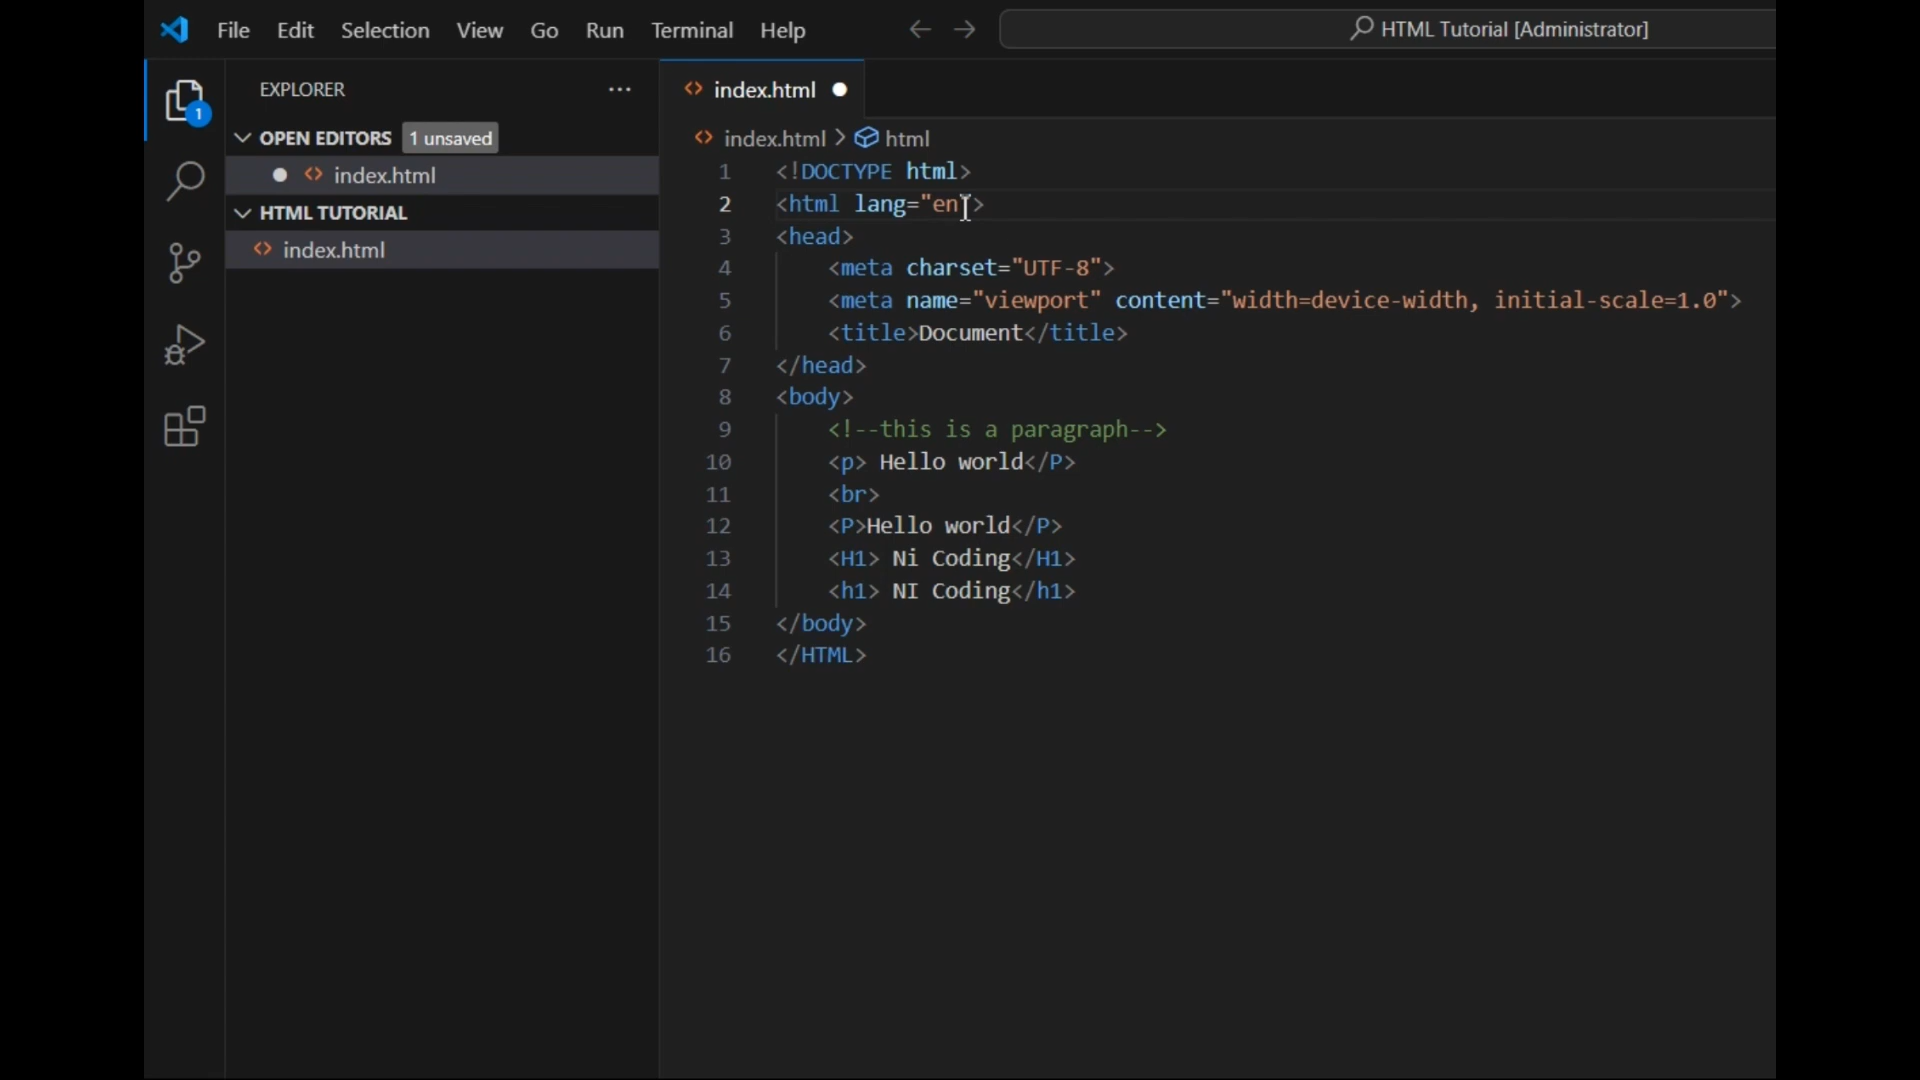 File Edit Selection View Go Run Terminal Help HTML Tutorial [Administrator]
EXPLORER
1
OPEN EDITORS 1 unsaved
index.html
HTML TUTORIAL
index.html
index.html
index.html > html
1 <!DOCTYPE html>
2 <html lang="en">
3 <head>
4 <meta charset="UTF-8">
5 <meta name="viewport" content="width=device-width, initial-scale=1.0">
6 <title>Document</title>
7 </head>
8 <body>
9 <!--this is a paragraph-->
10 <p> Hello world</P>
11 <br>
12 <P>Hello world</P>
13 <H1> Ni Coding</H1>
14 <h1> NI Coding</h1>
15 </body>
16 </HTML>